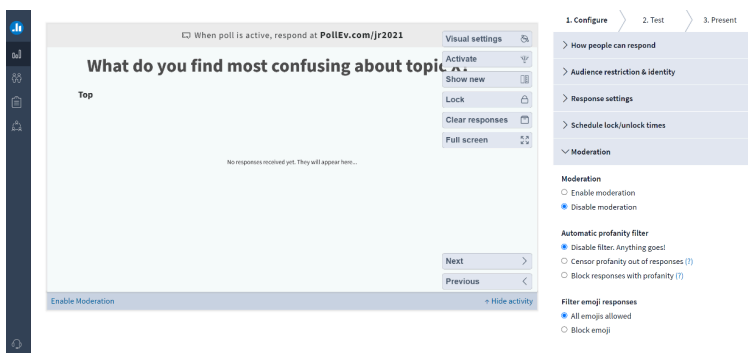 When poll is active, respond at PollEv.com/jr2021
What do you find most confusing about topic X?
Top
No responses received yet. They will appear here...
Visual settings
Activate
Show new
Lock
Clear responses
Full screen
Next
Previous
Enable Moderation
↑ Hide activity
1. Configure
2. Test
3. Present
How people can respond
Audience restriction & identity
Response settings
Schedule lock/unlock times
Moderation
Moderation
Enable moderation
Disable moderation
Automatic profanity filter
Disable filter. Anything goes!
Censor profanity out of responses (?)
Block responses with profanity (?)
Filter emoji responses
All emojis allowed
Block emoji